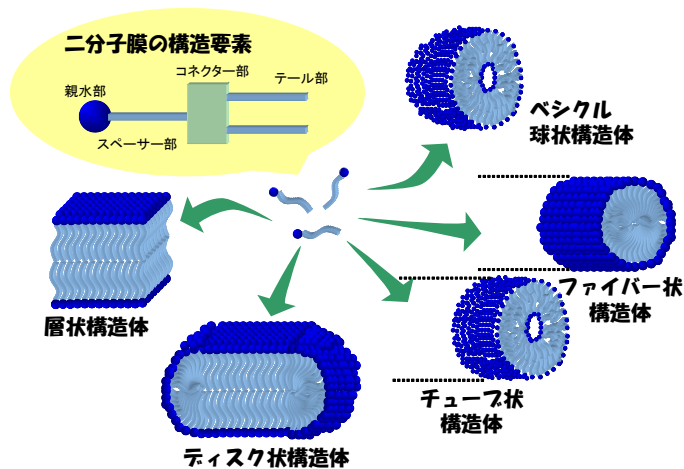 二分子膜の構造要素
コネクター部
テール部
親水部
スペーサー部
ベシクル
球状構造体
ファイバー状
構造体
層状構造体
チューブ状
構造体
ディスク状構造体